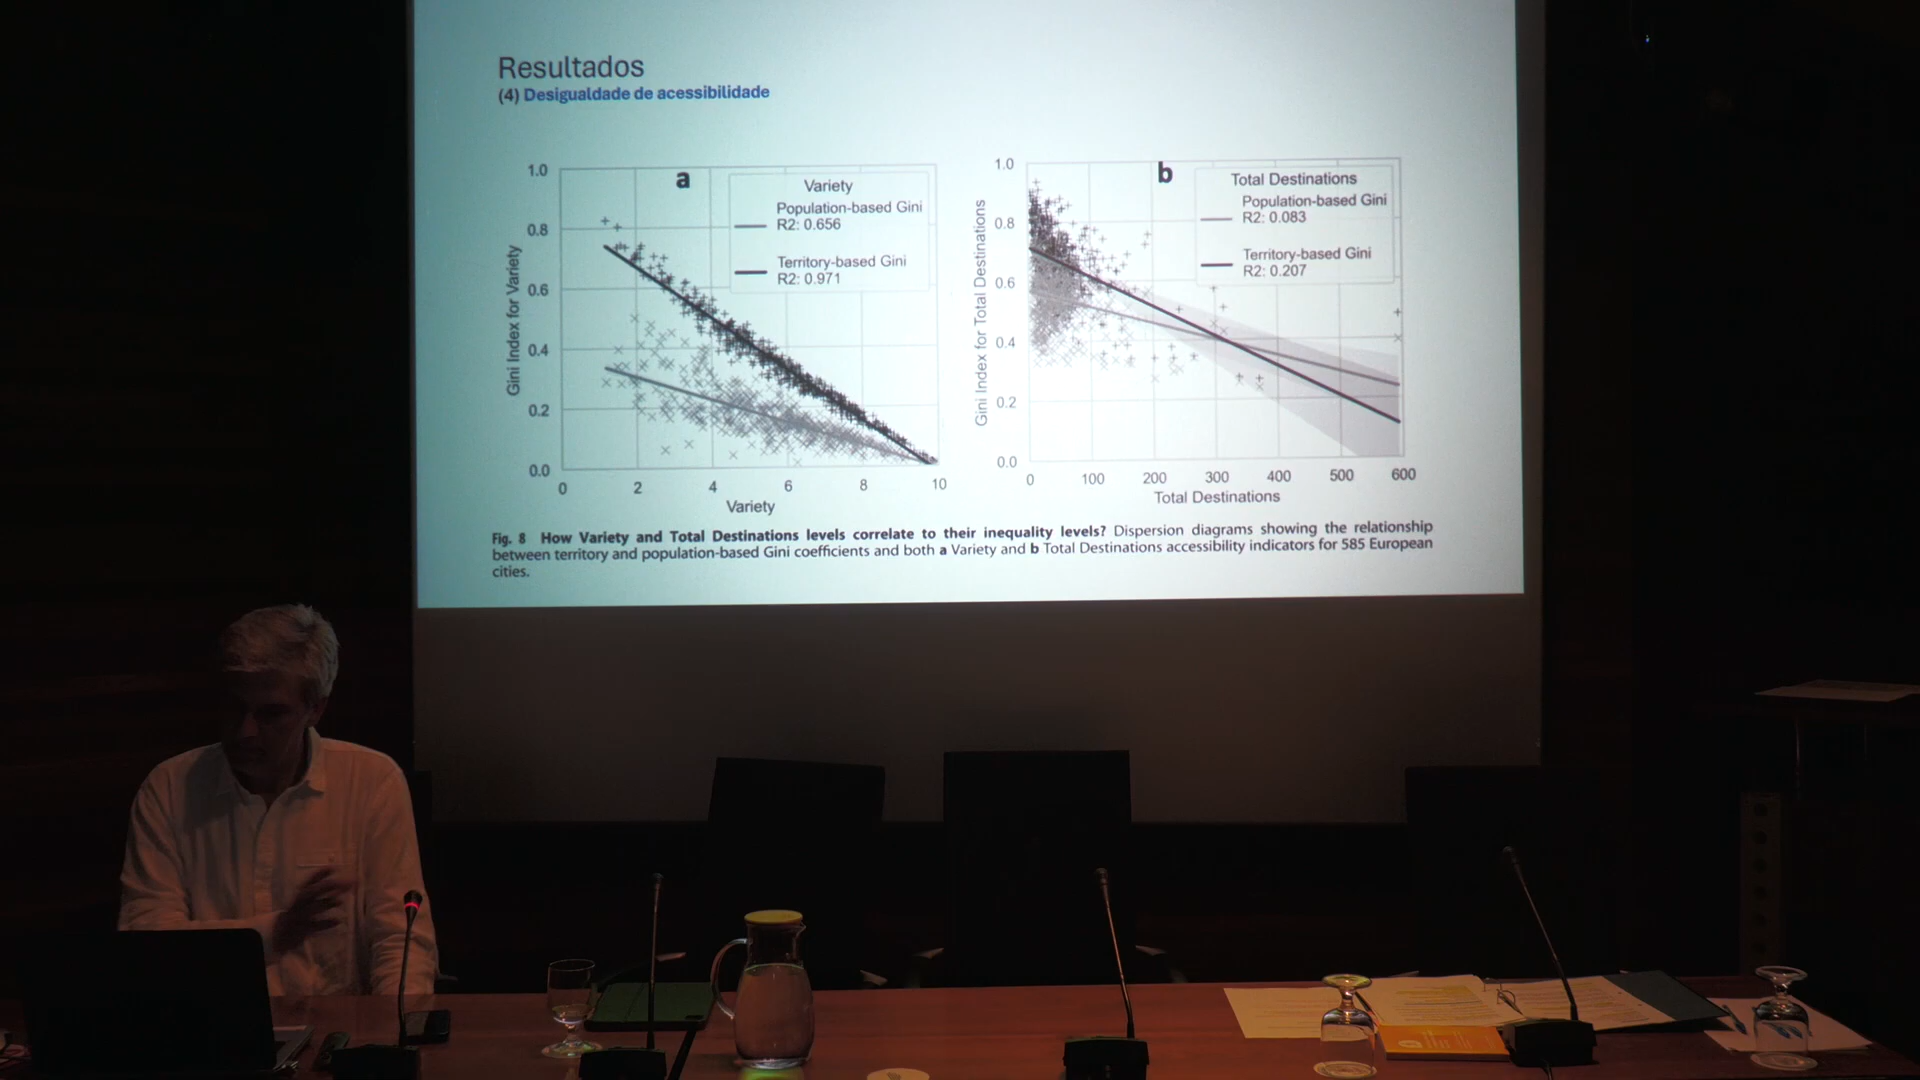 Resultados
(4) Desigualdade de acessibilidade
a
Variety
Population-based Gini
R2: 0.656
Territory-based Gini
R2: 0.971
Gini Index for Variety
1.0
0.8
0.6
0.4
0.2
0.0
0 2 4 6 8 10
Variety
b
Total Destinations
Population-based Gini
R2: 0.083
Territory-based Gini
R2: 0.207
Gini Index for Total Destinations
1.0
0.8
0.6
0.4
0.2
0.0
0 100 200 300 400 500 600
Total Destinations
Fig. 8 How Variety and Total Destinations levels correlate to their inequality levels? Dispersion diagrams showing the relationship
between territory and population-based Gini coefficients and both a Variety and b Total Destinations accessibility indicators for 585 European
cities.